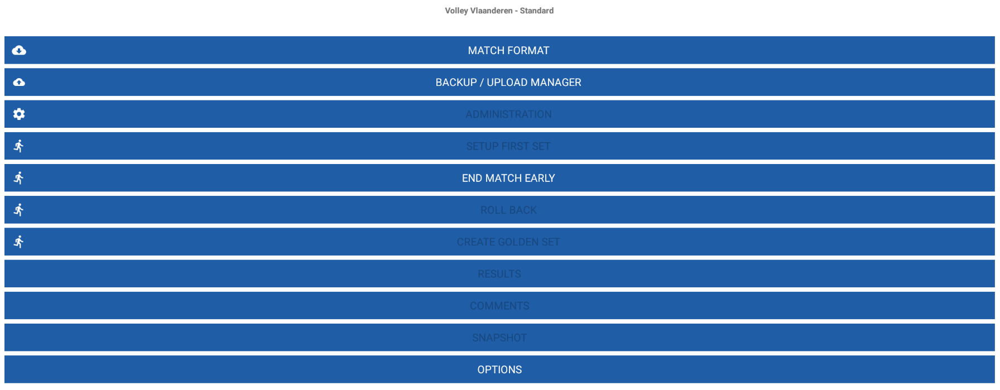 Volley Vlaanderen - Standard
MATCH FORMAT
BACKUP / UPLOAD MANAGER
ADMINISTRATION
SETUP FIRST SET
END MATCH EARLY
ROLL BACK
CREATE GOLDEN SET
RESULTS
COMMENTS
SNAPSHOT
OPTIONS